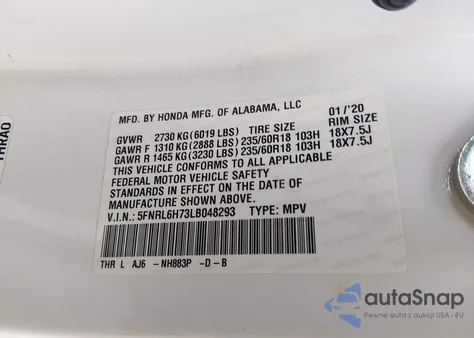 MFD. BY HONDA MFG. OF ALABAMA, LLC
01/'20
GVWR 2730 KG(6019 LBS) TIRE SIZE RIM SIZE
GAWR F 1310 KG(2888 LBS)235/60R18 103H 18X7.5J
GAWR R 1465 KG(3230 LBS)235/60R18 103H 18X7.5J
THIS VEHICLE CONFORMS TO ALL APPLICABLE
FEDERAL MOTOR VEHICLE SAFETY
STANDARDS IN EFFECT ON THE DATE OF
MANUFACTURE SHOWN ABOVE.
V.I.N.: 5FNRL6H73LB048293 TYPE: MPV
THR L AJ6 -NH883P -D-B
THRAO
autoSnap
Pewne auta z aukcji USA i EU